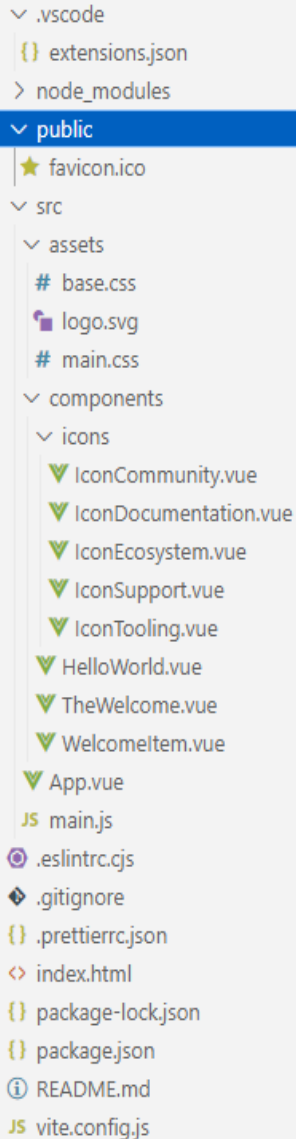 .vscode
{} extensions.json
node_modules
public
favicon.ico
src
assets
# base.css
logo.svg
# main.css
components
icons
IconCommunity.vue
IconDocumentation.vue
IconEcosystem.vue
IconSupport.vue
IconTooling.vue
HelloWorld.vue
TheWelcome.vue
WelcomeItem.vue
App.vue
JS main.js
.eslintrc.cjs
.gitignore
{} .prettierrc.json
<> index.html
{} package-lock.json
{} package.json
README.md
JS vite.config.js